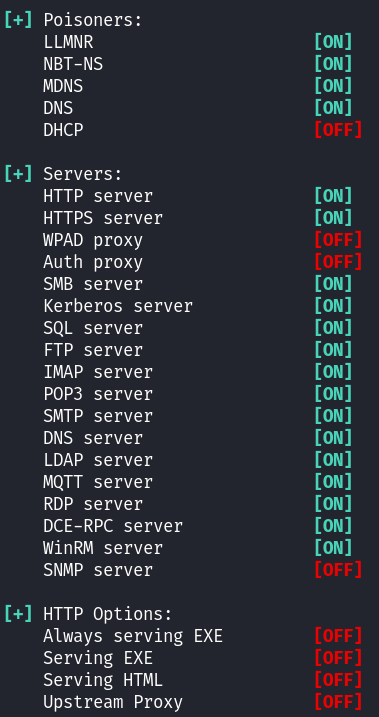 [+] Poisoners:
LLMNR [ON]
NBT-NS [ON]
MDNS [ON]
DNS [ON]
DHCP [OFF]
[+] Servers:
HTTP server [ON]
HTTPS server [ON]
WPAD proxy [OFF]
Auth proxy [OFF]
SMB server [ON]
Kerberos server [ON]
SQL server [ON]
FTP server [ON]
IMAP server [ON]
POP3 server [ON]
SMTP server [ON]
DNS server [ON]
LDAP server [ON]
MQTT server [ON]
RDP server [ON]
DCE-RPC server [ON]
WinRM server [ON]
SNMP server [OFF]
[+] HTTP Options:
Always serving EXE [OFF]
Serving EXE [OFF]
Serving HTML [OFF]
Upstream Proxy [OFF]